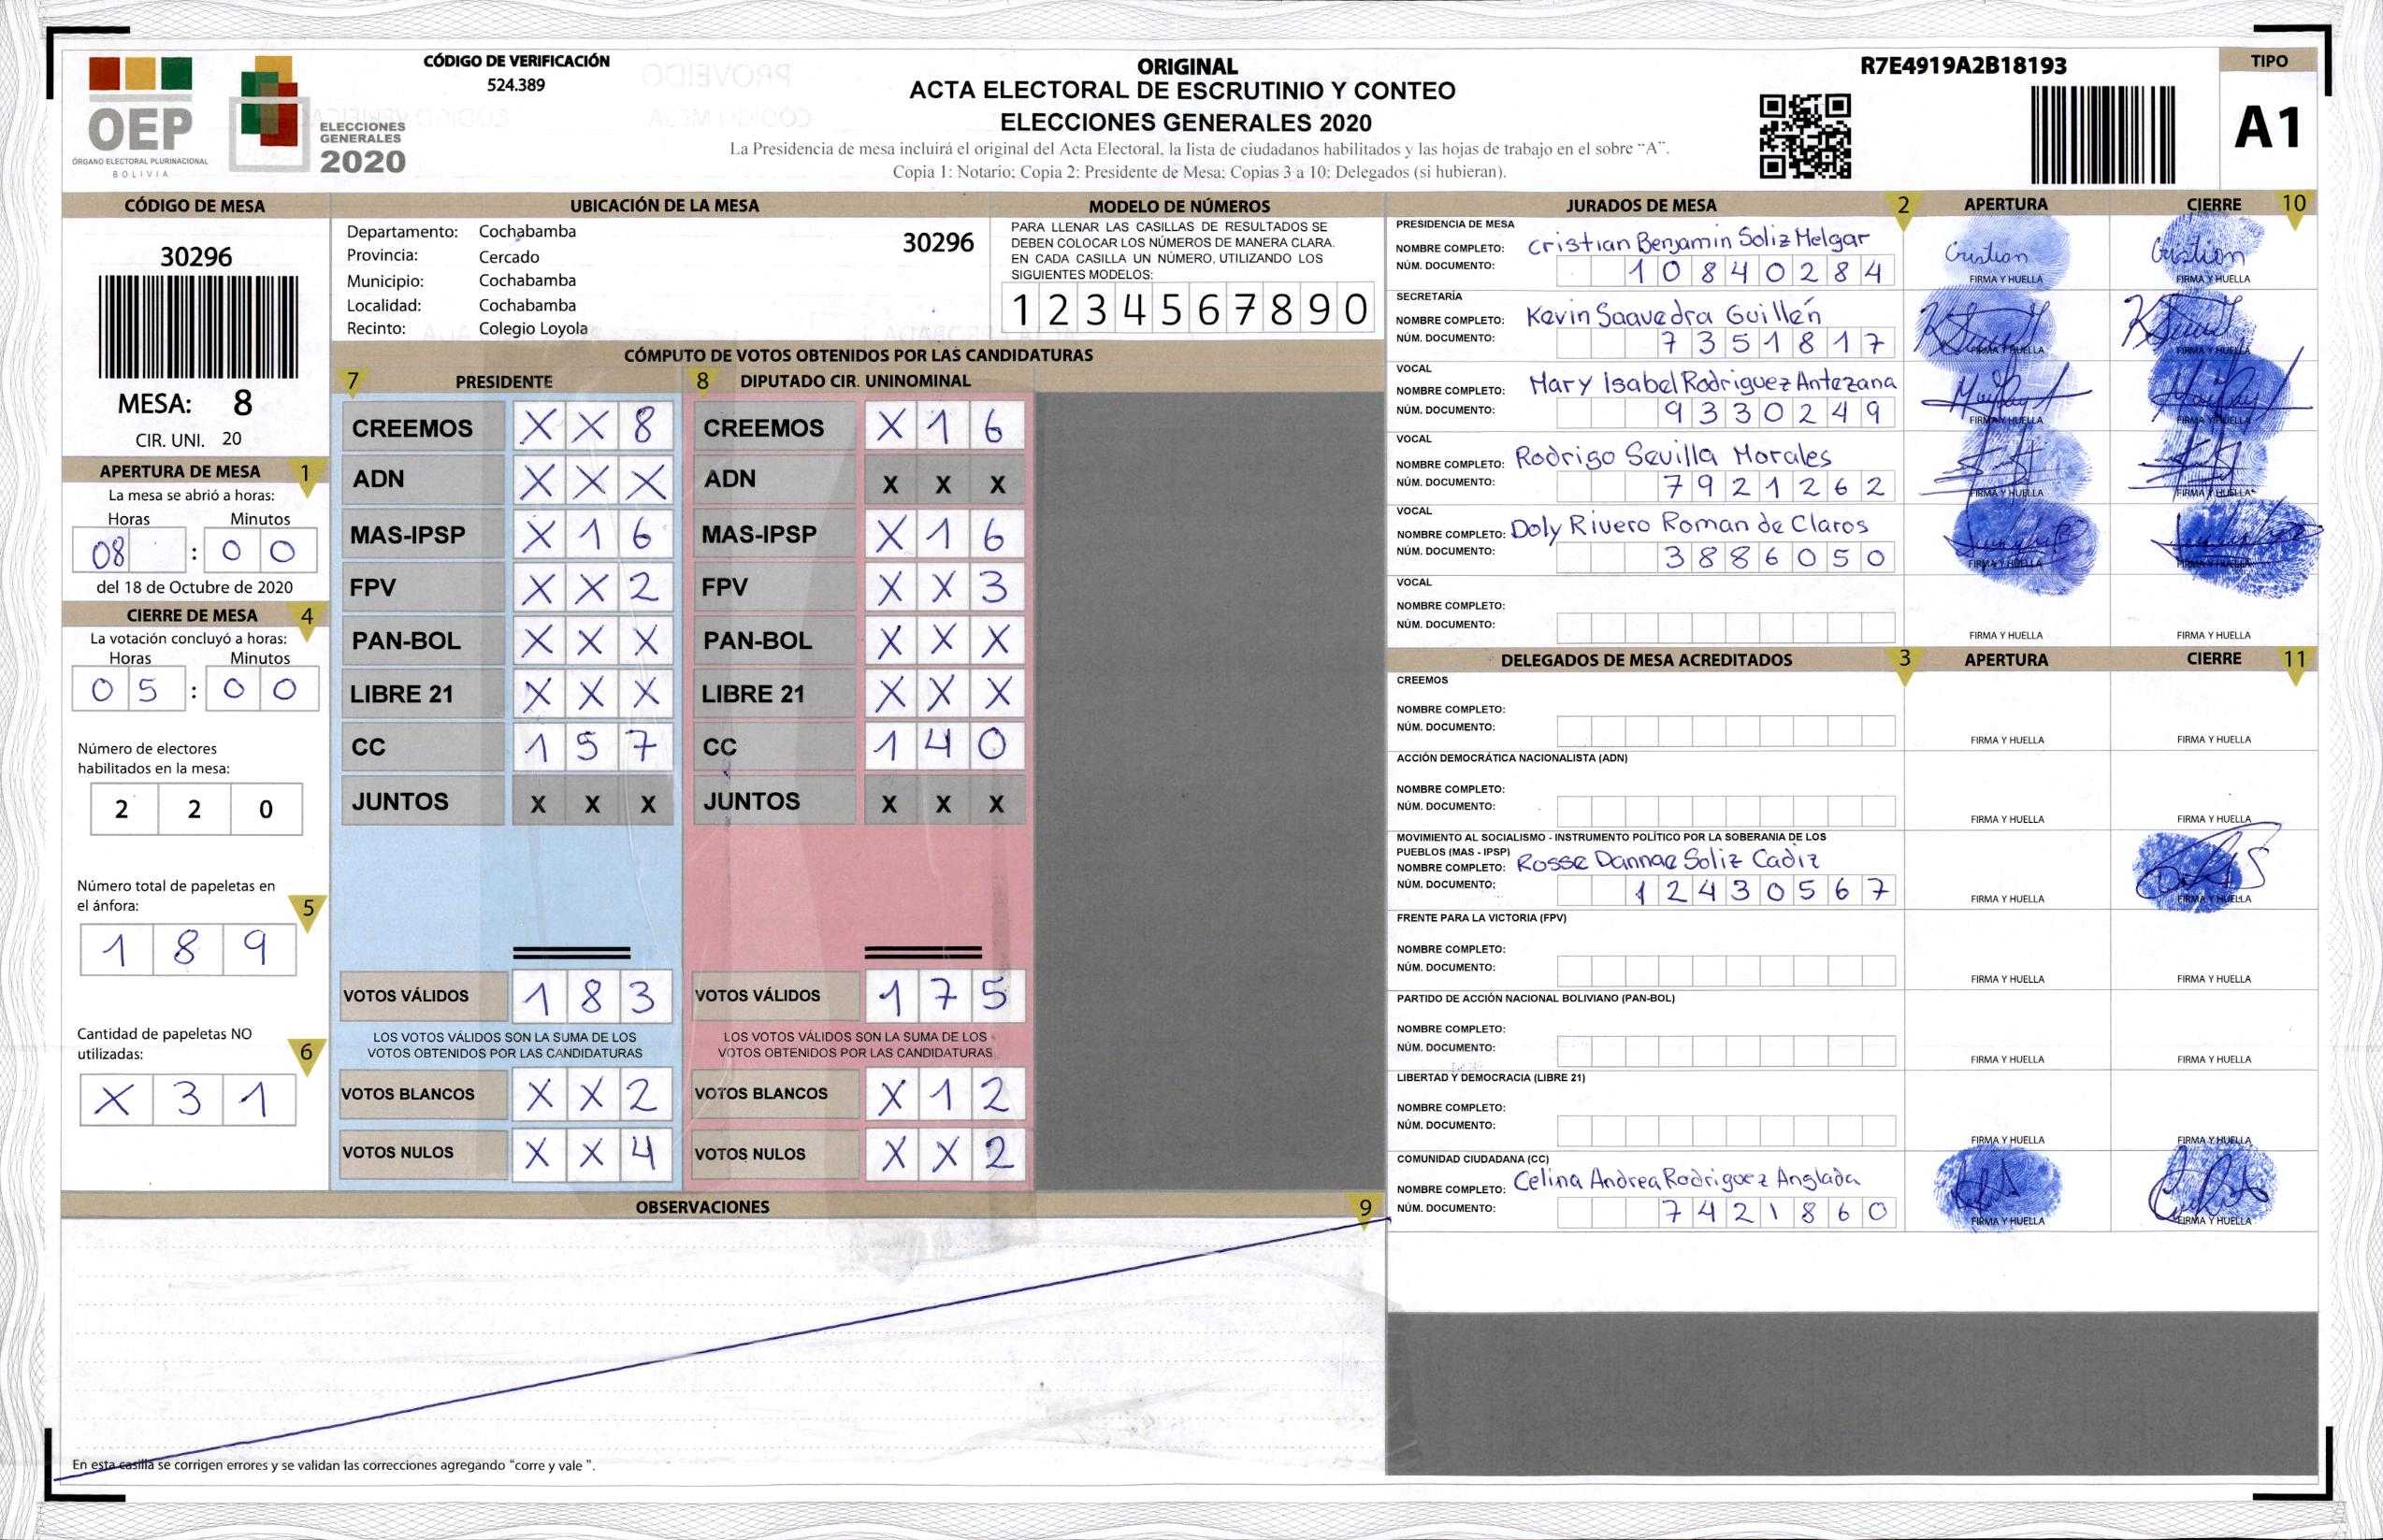 OEP
ÓRGANO ELECTORAL PLURINACIONAL
BOLIVIA
ELECCIONES
GENERALES
2020
CÓDIGO DE VERIFICACIÓN
524.389
ORIGINAL
ACTA ELECTORAL DE ESCRUTINIO Y CONTEO
ELECCIONES GENERALES 2020
La Presidencia de mesa incluirá el original del Acta Electoral, la lista de ciudadanos habilitados y las hojas de trabajo en el sobre “A”.
Copia 1: Notario; Copia 2: Presidente de Mesa; Copias 3 a 10: Delegados (si hubieran).
R7E4919A2B18193
TIPO
A1
CÓDIGO DE MESA
30296
MESA: 8
CIR. UNI. 20
APERTURA DE MESA 1
La mesa se abrió a horas:
Horas Minutos
08 : 0 0
del 18 de Octubre de 2020
CIERRE DE MESA 4
La votación concluyó a horas:
Horas Minutos
0 5 : 0 0
Número de electores
habilitados en la mesa:
2 2 0
Número total de papeletas en
el ánfora: 5
1 8 9
Cantidad de papeletas NO
utilizadas: 6
X 3 1
UBICACIÓN DE LA MESA
Departamento: Cochabamba 30296
Provincia: Cercado
Municipio: Cochabamba
Localidad: Cochabamba
Recinto: Colegio Loyola
MODELO DE NÚMEROS
PARA LLENAR LAS CASILLAS DE RESULTADOS SE
DEBEN COLOCAR LOS NÚMEROS DE MANERA CLARA.
EN CADA CASILLA UN NÚMERO, UTILIZANDO LOS
SIGUIENTES MODELOS:
1 2 3 4 5 6 7 8 9 0
CÓMPUTO DE VOTOS OBTENIDOS POR LAS CANDIDATURAS
7 PRESIDENTE
CREEMOS X X 8
ADN X X X
MAS-IPSP X 1 6
FPV X X 2
PAN-BOL X X X
LIBRE 21 X X X
CC 1 5 7
JUNTOS X X X
VOTOS VÁLIDOS 1 8 3
LOS VOTOS VÁLIDOS SON LA SUMA DE LOS
VOTOS OBTENIDOS POR LAS CANDIDATURAS
VOTOS BLANCOS X X 2
VOTOS NULOS X X 4
8 DIPUTADO CIR. UNINOMINAL
CREEMOS X 1 6
ADN X X X
MAS-IPSP X 1 6
FPV X X 3
PAN-BOL X X X
LIBRE 21 X X X
CC 1 4 0
JUNTOS X X X
VOTOS VÁLIDOS 1 7 5
LOS VOTOS VÁLIDOS SON LA SUMA DE LOS
VOTOS OBTENIDOS POR LAS CANDIDATURAS
VOTOS BLANCOS X 1 2
VOTOS NULOS X X 2
OBSERVACIONES 9
En esta casilla se corrigen errores y se validan las correcciones agregando “corre y vale ”.
JURADOS DE MESA 2 APERTURA CIERRE 10
PRESIDENCIA DE MESA
NOMBRE COMPLETO: Cristian Benjamin Soliz Melgar
NÚM. DOCUMENTO: 1 0 8 4 0 2 8 4
Cristian Cristian
FIRMA Y HUELLA FIRMA Y HUELLA
SECRETARÍA
NOMBRE COMPLETO: Kevin Saavedra Guillén
NÚM. DOCUMENTO: 7 3 5 1 8 1 7
FIRMA Y HUELLA FIRMA Y HUELLA
VOCAL
NOMBRE COMPLETO: Mary Isabel Rodriguez Antezana
NÚM. DOCUMENTO: 9 3 3 0 2 4 9
FIRMA Y HUELLA FIRMA Y HUELLA
VOCAL
NOMBRE COMPLETO: Rodrigo Sevilla Morales
NÚM. DOCUMENTO: 7 9 2 1 2 6 2
FIRMA Y HUELLA FIRMA Y HUELLA
VOCAL
NOMBRE COMPLETO: Doly Rivero Roman de Claros
NÚM. DOCUMENTO: 3 8 8 6 0 5 0
FIRMA Y HUELLA FIRMA Y HUELLA
VOCAL
NOMBRE COMPLETO:
NÚM. DOCUMENTO:
FIRMA Y HUELLA FIRMA Y HUELLA
DELEGADOS DE MESA ACREDITADOS 3 APERTURA CIERRE 11
CREEMOS
NOMBRE COMPLETO:
NÚM. DOCUMENTO:
FIRMA Y HUELLA FIRMA Y HUELLA
ACCIÓN DEMOCRÁTICA NACIONALISTA (ADN)
NOMBRE COMPLETO:
NÚM. DOCUMENTO:
FIRMA Y HUELLA FIRMA Y HUELLA
MOVIMIENTO AL SOCIALISMO - INSTRUMENTO POLÍTICO POR LA SOBERANIA DE LOS
PUEBLOS (MAS - IPSP)
NOMBRE COMPLETO: Rosse Dannae Soliz Cadiz
NÚM. DOCUMENTO: 1 2 4 3 0 5 6 7
FIRMA Y HUELLA FIRMA Y HUELLA
FRENTE PARA LA VICTORIA (FPV)
NOMBRE COMPLETO:
NÚM. DOCUMENTO:
FIRMA Y HUELLA FIRMA Y HUELLA
PARTIDO DE ACCIÓN NACIONAL BOLIVIANO (PAN-BOL)
NOMBRE COMPLETO:
NÚM. DOCUMENTO:
FIRMA Y HUELLA FIRMA Y HUELLA
LIBERTAD Y DEMOCRACIA (LIBRE 21)
NOMBRE COMPLETO:
NÚM. DOCUMENTO:
FIRMA Y HUELLA FIRMA Y HUELLA
COMUNIDAD CIUDADANA (CC)
NOMBRE COMPLETO: Celina Andrea Rodriguez Anglada
NÚM. DOCUMENTO: 7 4 2 1 8 6 0
FIRMA Y HUELLA FIRMA Y HUELLA